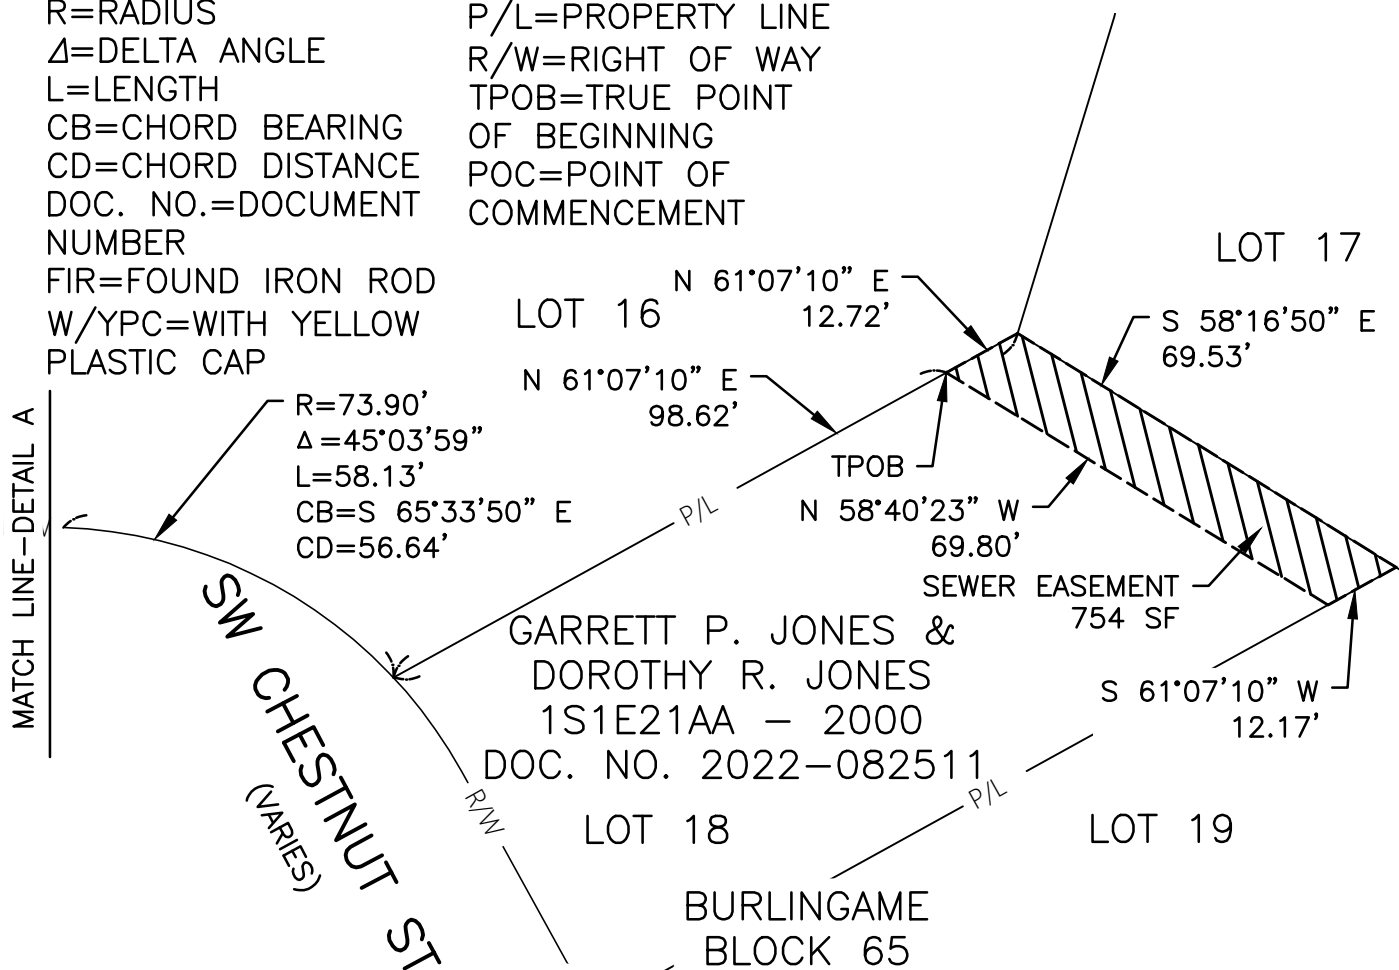 R=RADIUS
Δ=DELTA ANGLE
L=LENGTH
CB=CHORD BEARING
CD=CHORD DISTANCE
DOC. NO.=DOCUMENT
NUMBER
FIR=FOUND IRON ROD
W/YPC=WITH YELLOW
PLASTIC CAP
P/L=PROPERTY LINE
R/W=RIGHT OF WAY
TPOB=TRUE POINT
OF BEGINNING
POC=POINT OF
COMMENCEMENT
LOT 17
LOT 16
N 61°07'10" E
12.72'
S 58°16'50" E
69.53'
N 61°07'10" E
98.62'
R=73.90'
Δ=45°03'59"
L=58.13'
CB=S 65°33'50" E
CD=56.64'
MATCH LINE-DETAIL A
TPOB
P/L
N 58°40'23" W
69.80'
SEWER EASEMENT
754 SF
SW CHESTNUT ST
(VARIES)
GARRETT P. JONES &
DOROTHY R. JONES
1S1E21AA - 2000
DOC. NO. 2022-082511
S 61°07'10" W
12.17'
R/W
P/L
LOT 18
LOT 19
BURLINGAME
BLOCK 65